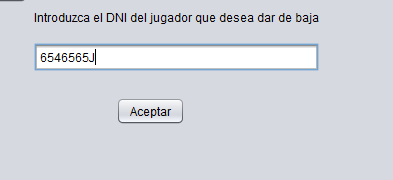 Introduzca el DNI del jugador que desea dar de baja
6546565J
Aceptar